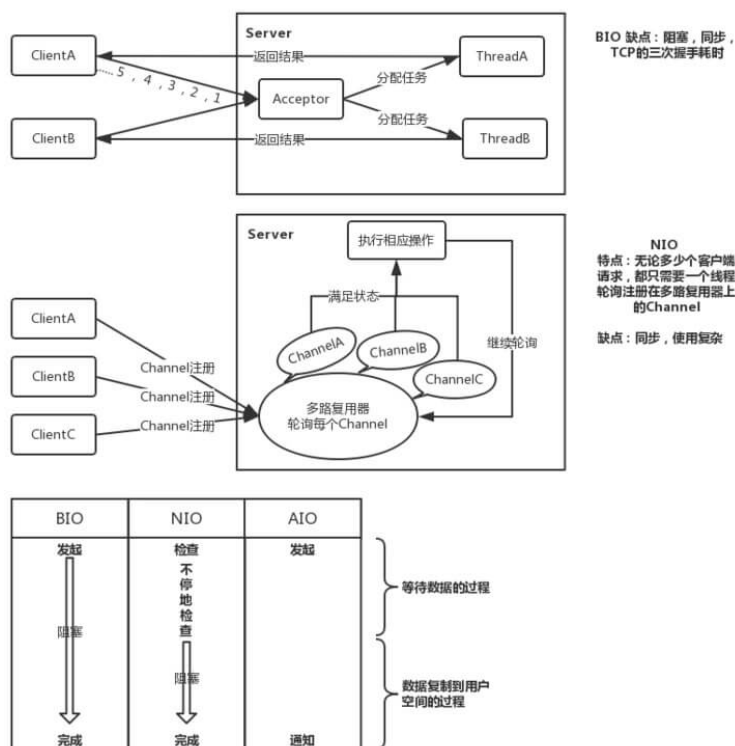 Server
ClientA
返回结果
ThreadA
分配任务
5，4，3，2，1
Acceptor
分配任务
ClientB
返回结果
ThreadB
BIO 缺点：阻塞，同步，
TCP的三次握手耗时
Server
执行相应操作
满足状态
ClientA
ChannelA
ChannelB
继续轮询
Channel注册
ClientB
ChannelC
Channel注册
多路复用器
轮询每个Channel
ClientC
Channel注册
NIO
特点：无论多少个客户端
请求，都只需要一个线程
轮询注册在多路复用器上
的Channel
缺点：同步，使用复杂
BIO NIO AIO
发起 检查 发起
不
停
地
检
查
阻塞
等待数据的过程
阻塞
数据复制到用户
空间的过程
完成 完成 通知